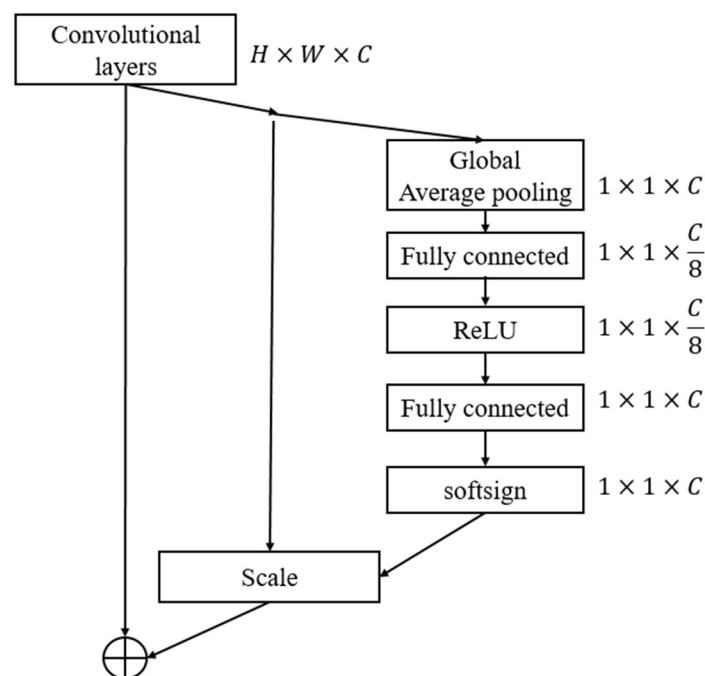 Convolutional
layers
H × W × C
Global
Average pooling
1 × 1 × C
Fully connected
1 × 1 × C/8
ReLU
1 × 1 × C/8
Fully connected
1 × 1 × C
softsign
1 × 1 × C
Scale